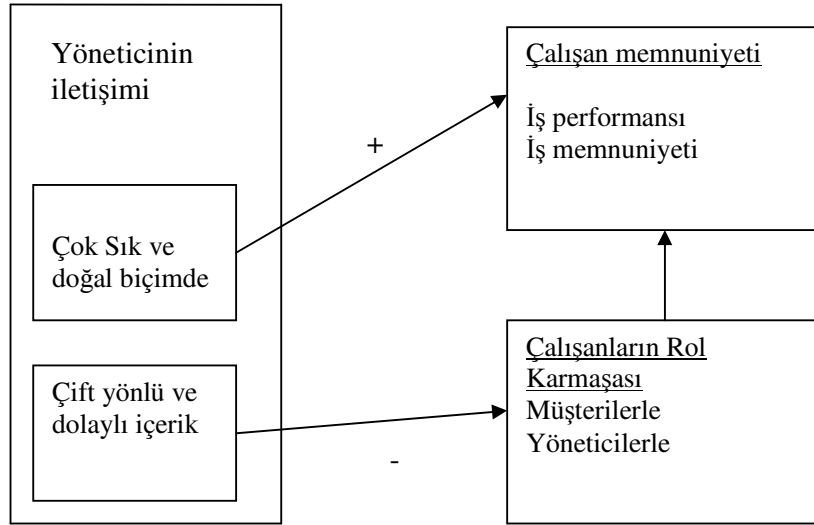 Yöneticinin
iletişimi
Çok Sık ve
doğal biçimde
Çift yönlü ve
dolaylı içerik
+
-
Çalışan memnuniyeti
İş performansı
İş memnuniyeti
Çalışanların Rol
Karmaşası
Müşterilerle
Yöneticilerle